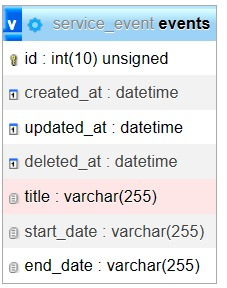 v service_event events
id : int(10) unsigned
created_at : datetime
updated_at : datetime
deleted_at : datetime
title : varchar(255)
start_date : varchar(255)
end_date : varchar(255)